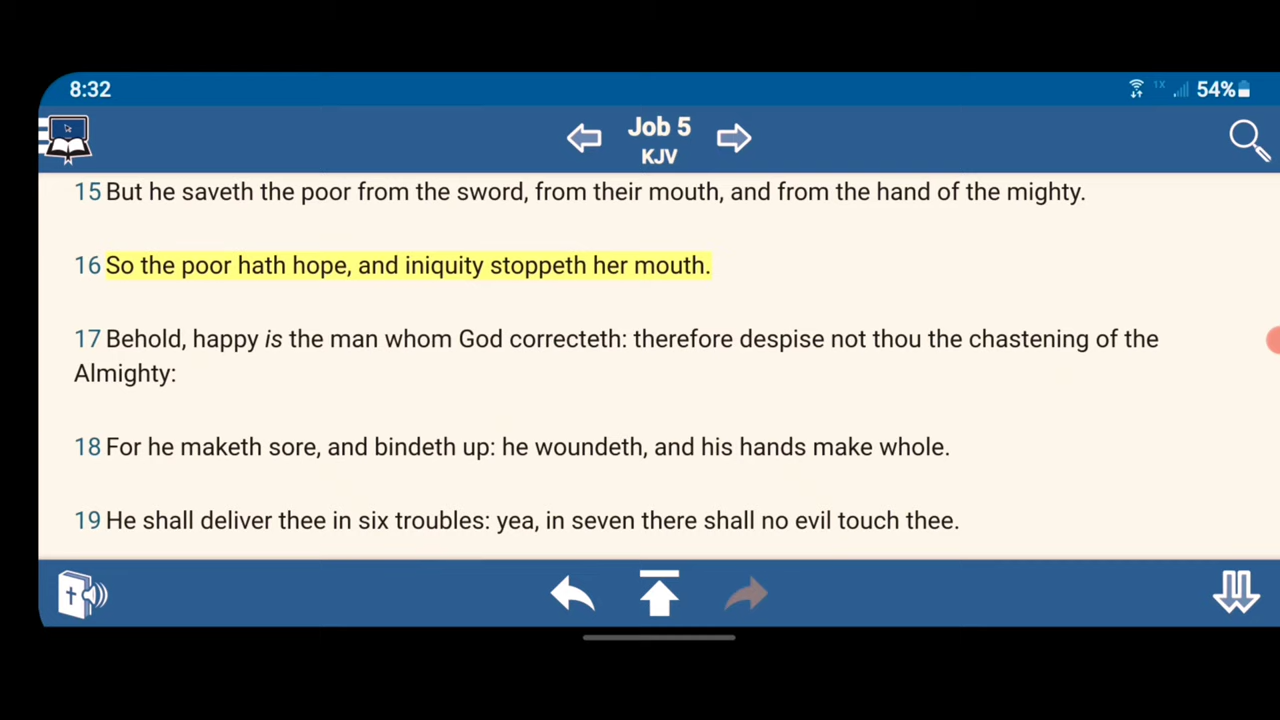 8:32
1X
54%
Job 5
KJV
15 But he saveth the poor from the sword, from their mouth, and from the hand of the mighty.
16 So the poor hath hope, and iniquity stoppeth her mouth.
17 Behold, happy is the man whom God correcteth: therefore despise not thou the chastening of the
Almighty:
18 For he maketh sore, and bindeth up: he woundeth, and his hands make whole.
19 He shall deliver thee in six troubles: yea, in seven there shall no evil touch thee.